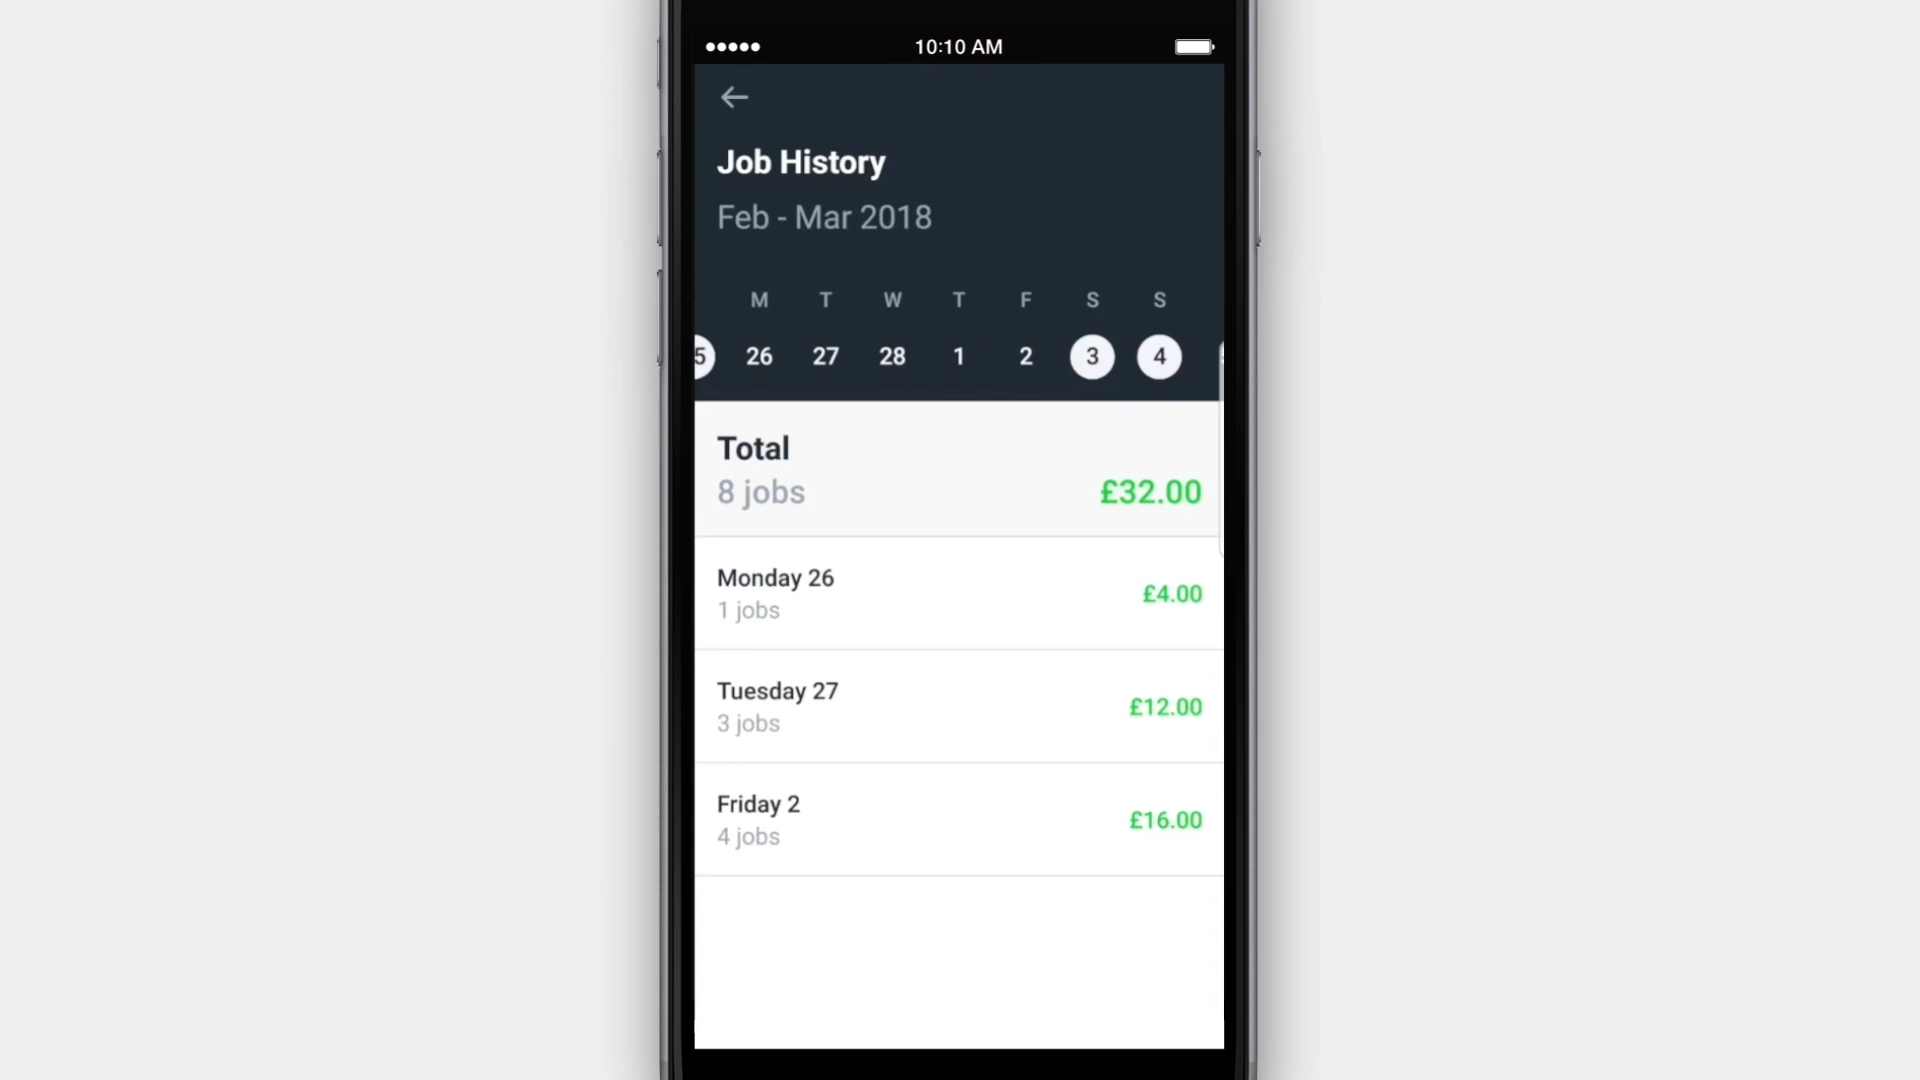 10:10 AM
Job History
Feb - Mar 2018
M T W T F S S
5 26 27 28 1 2 3 4
Total
8 jobs
£32.00
Monday 26
1 jobs
£4.00
Tuesday 27
3 jobs
£12.00
Friday 2
4 jobs
£16.00